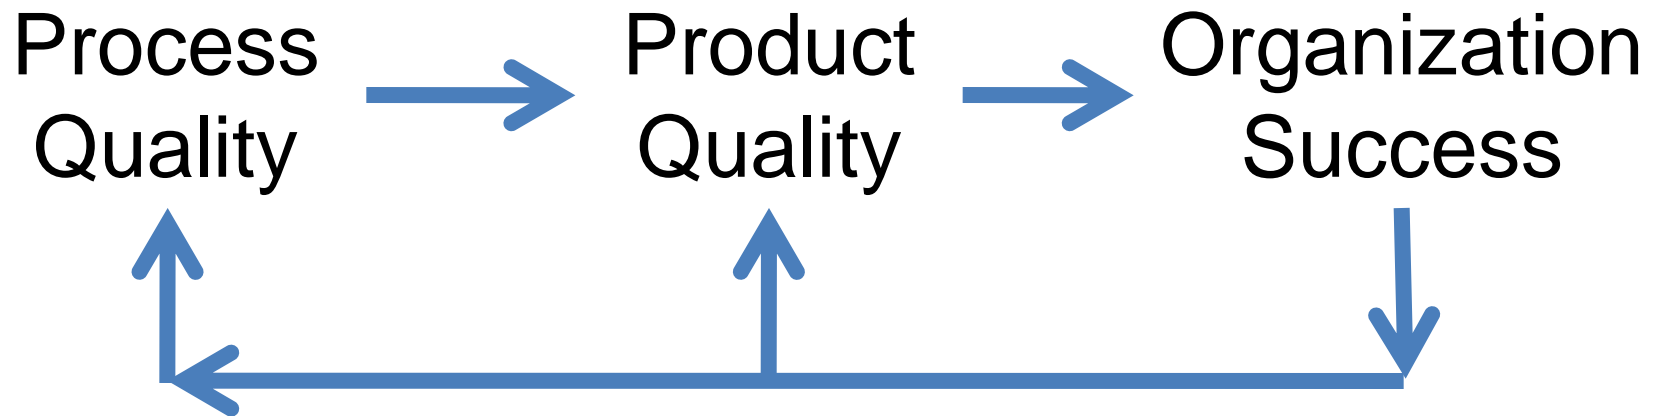 Process
Quality
Product
Quality
Organization
Success